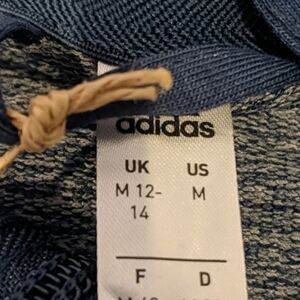 adidas
UK US
M 12- M
14
F D